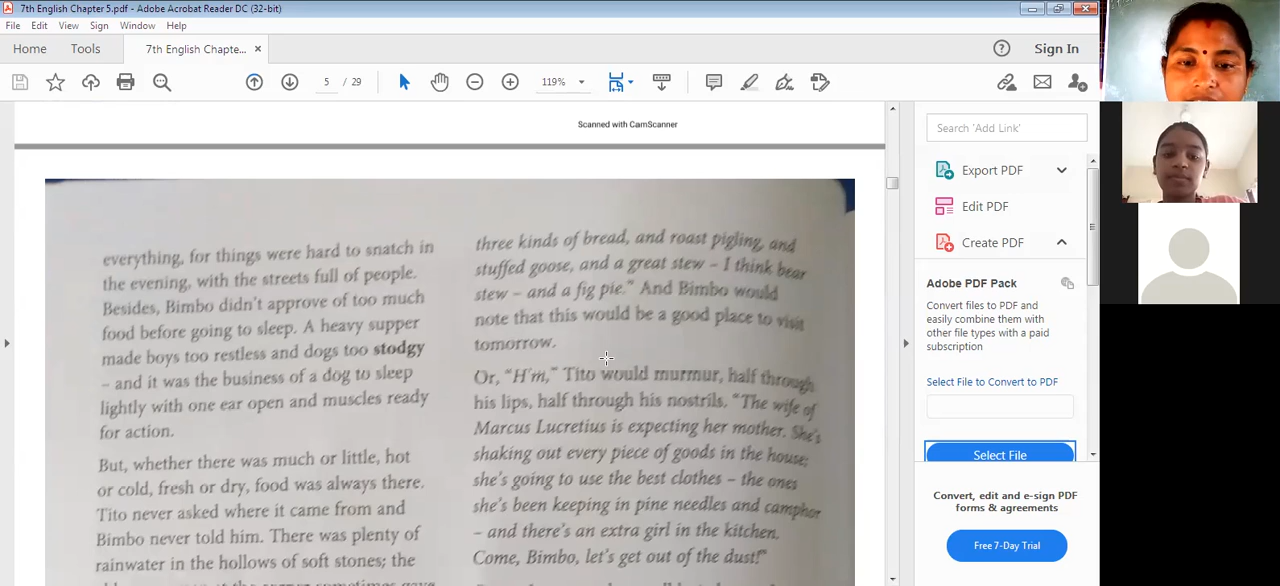 7th English Chapter 5.pdf - Adobe Acrobat Reader DC (32-bit)
File Edit View Sign Window Help
Home Tools 7th English Chapte... × Sign In
5 / 29 119%
Scanned with CamScanner
everything, for things were hard to snatch in
the evening, with the streets full of people.
Besides, Bimbo didn't approve of too much
food before going to sleep. A heavy supper
made boys too restless and dogs too stodgy
– and it was the business of a dog to sleep
lightly with one ear open and muscles ready
for action.
But, whether there was much or little, hot
or cold, fresh or dry, food was always there.
Tito never asked where it came from and
Bimbo never told him. There was plenty of
rainwater in the hollows of soft stones; the
three kinds of bread, and roast pigling, and
stuffed goose, and a great stew – I think bear
stew – and a fig pie." And Bimbo would
note that this would be a good place to visit
tomorrow.
Or, "H'm," Tito would murmur, half through
his lips, half through his nostrils. "The wife of
Marcus Lucretius is expecting her mother. She's
shaking out every piece of goods in the house;
she's going to use the best clothes – the ones
she's been keeping in pine needles and camphor
– and there's an extra girl in the kitchen.
Come, Bimbo, let's get out of the dust!"
Search 'Add Link'
Export PDF
Edit PDF
Create PDF
Adobe PDF Pack
Convert files to PDF and
easily combine them with
other file types with a paid
subscription
Select File to Convert to PDF
Select File
Convert, edit and e-sign PDF
forms & agreements
Free 7-Day Trial